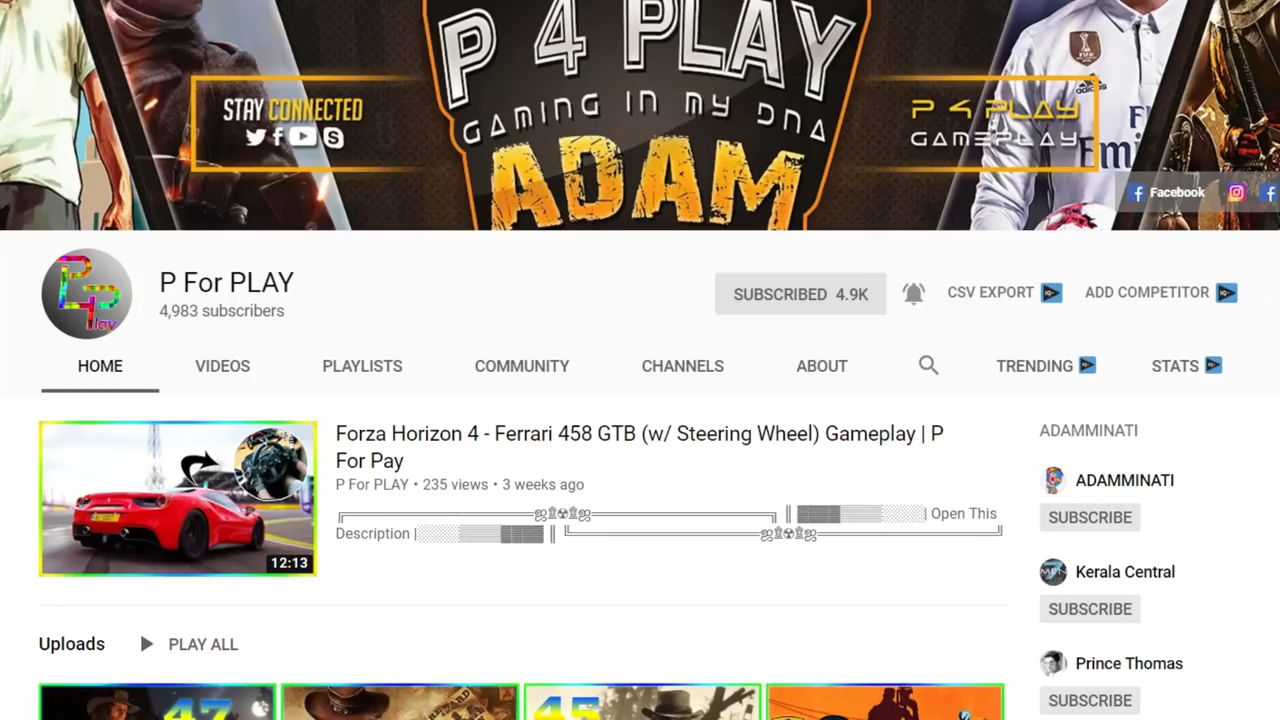 P 4 PLAY
GAMING IN MY DNA
ADAM
STAY CONNECTED
P 4 PLAY
GAMEPLAY
Facebook
P For PLAY
4,983 subscribers
SUBSCRIBED 4.9K
CSV EXPORT
ADD COMPETITOR
HOME
VIDEOS
PLAYLISTS
COMMUNITY
CHANNELS
ABOUT
TRENDING
STATS
Forza Horizon 4 - Ferrari 458 GTB (w/ Steering Wheel) Gameplay | P
For Pay
P For PLAY • 235 views • 3 weeks ago
╔════════════════ஜ۩☢۩ஜ════════════════╗ ║ ▓▓▓▒▒▒▒░░░| Open This
Description |░░░▒▒▒▒▓▓▓ ║ ╚════════════════ஜ۩☢۩ஜ════════════════╝
12:13
ADAMMINATI
ADAMMINATI
SUBSCRIBE
Kerala Central
SUBSCRIBE
Prince Thomas
SUBSCRIBE
Uploads
PLAY ALL
47
45